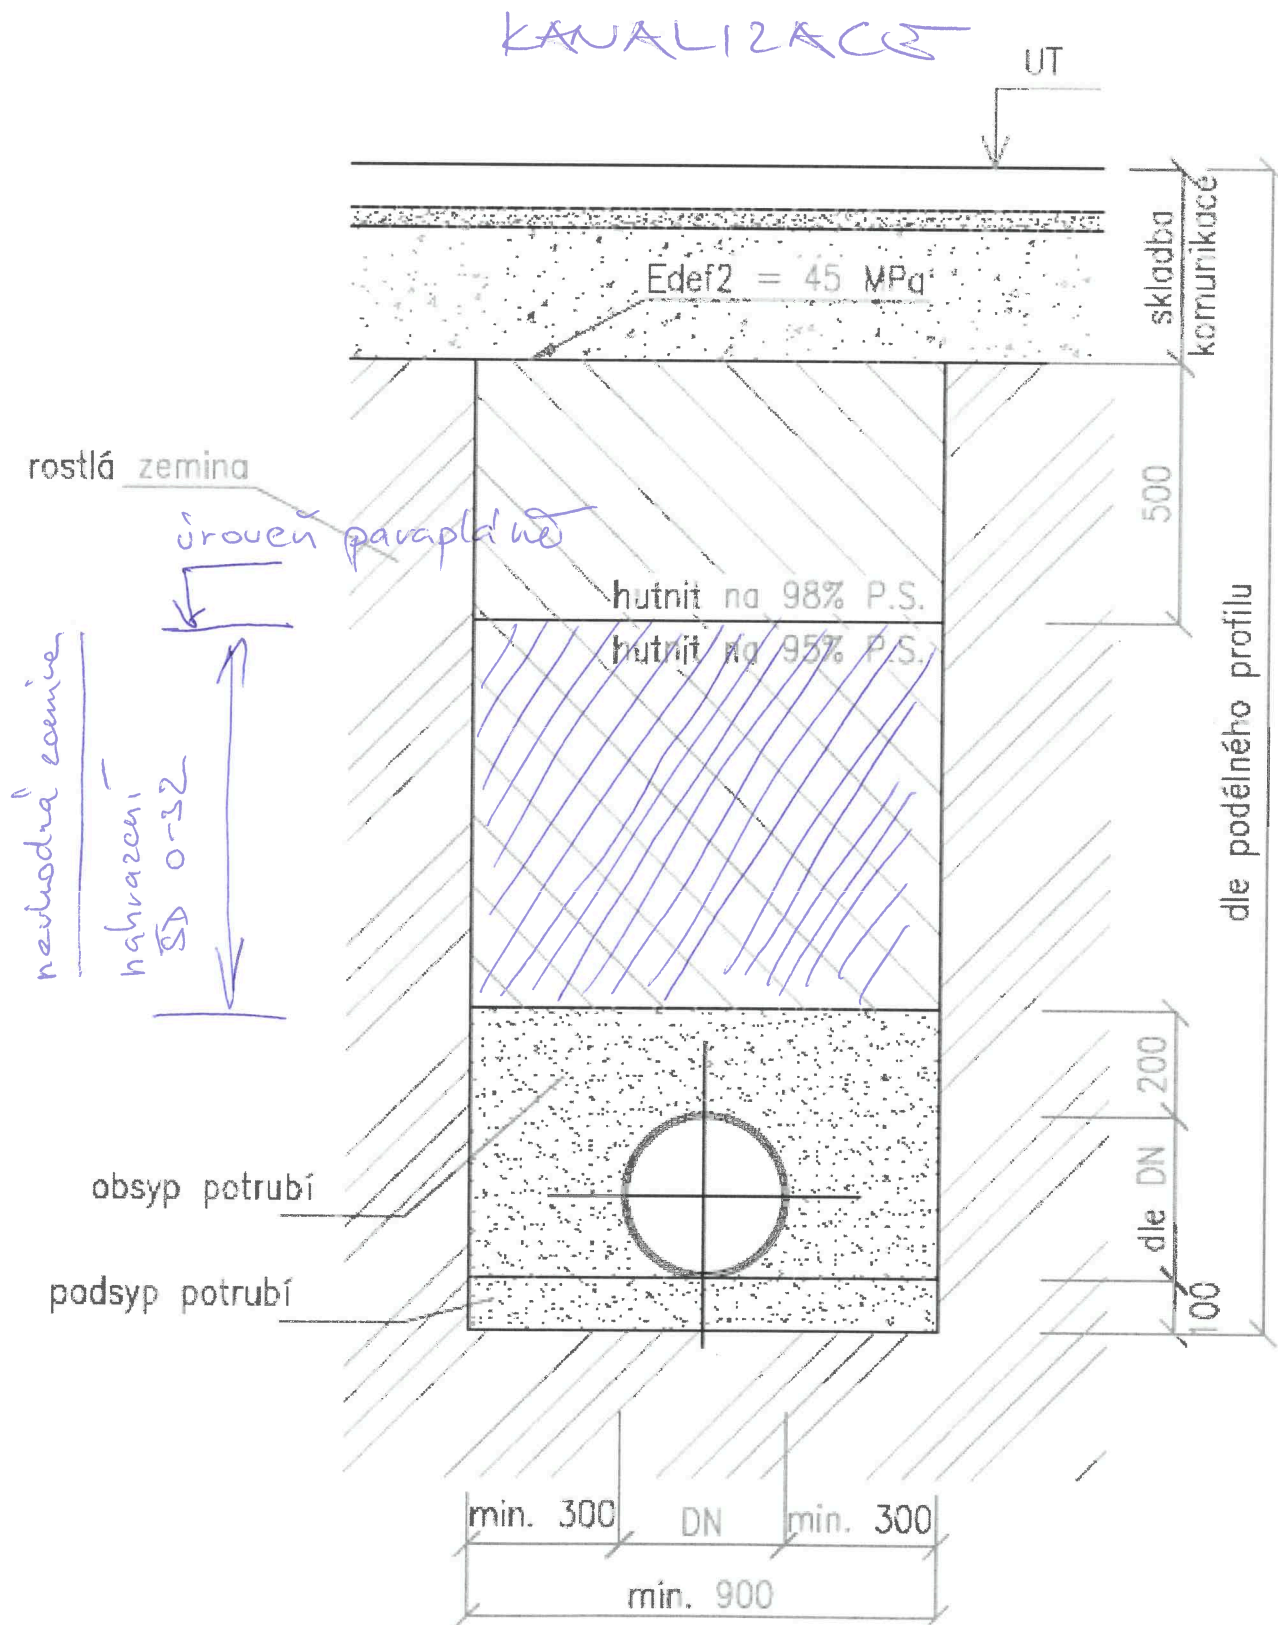 KANALIZACE
UT
skladba
komunikace
Edef2 = 45 MPa
rostlá zemina
500
úroveň parapláně
hutnit na 98% P.S.
hutnit na 95% P.S.
dle podélného profilu
nevhodná zemina
nahrazení
ŠD 0-32
200
obsyp potrubí
dle DN
podsyp potrubí
100
min. 300
DN
min. 300
min. 900